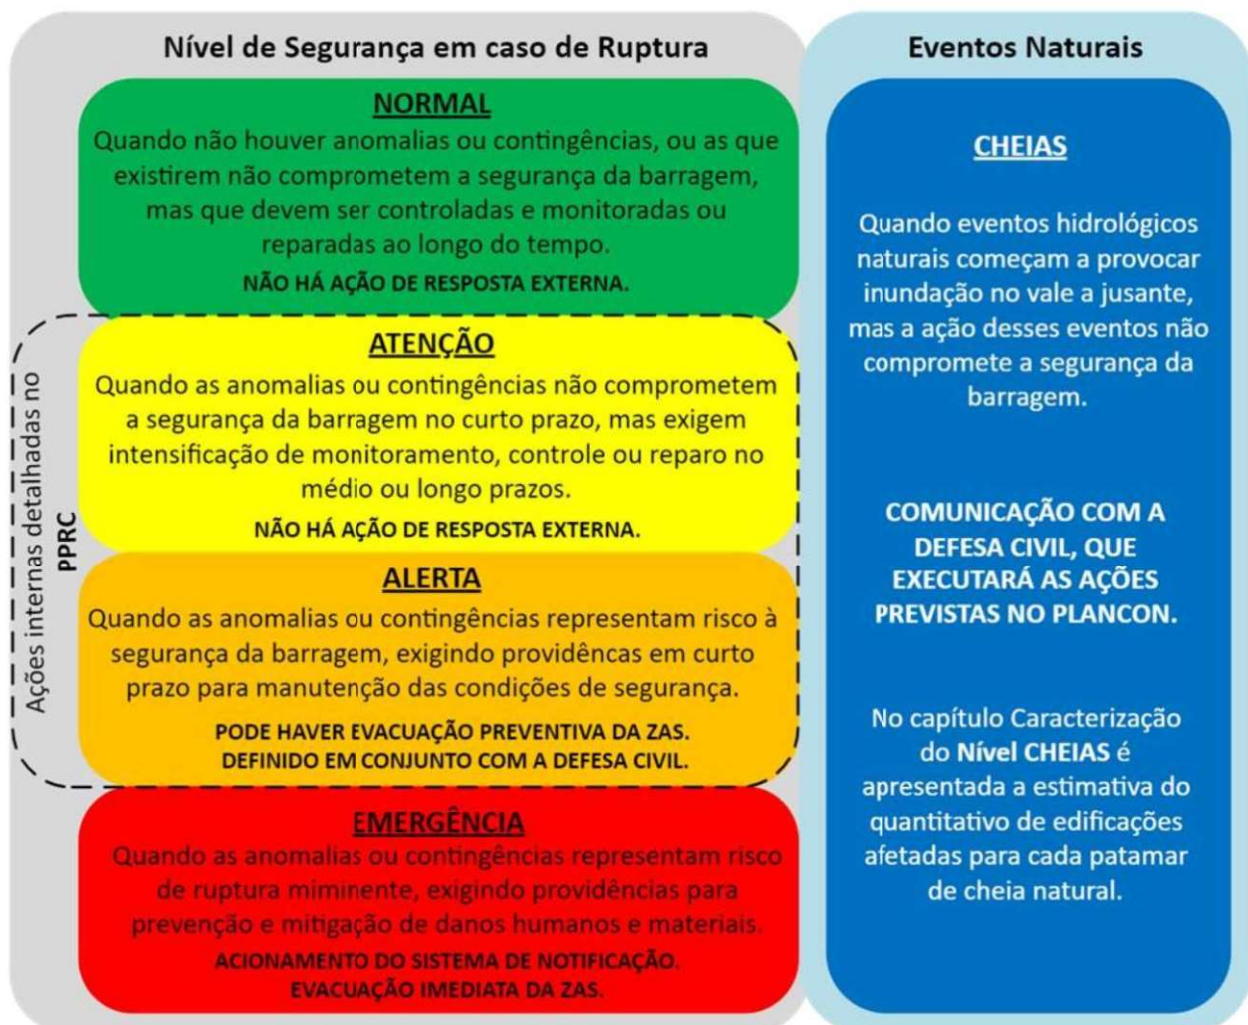 Nível de Segurança em caso de Ruptura
NORMAL
Quando não houver anomalias ou contingências, ou as que
existirem não comprometem a segurança da barragem,
mas que devem ser controladas e monitoradas ou
reparadas ao longo do tempo.
NÃO HÁ AÇÃO DE RESPOSTA EXTERNA.
Ações internas detalhadas no
PPRC
ATENÇÃO
Quando as anomalias ou contingências não comprometem
a segurança da barragem no curto prazo, mas exigem
intensificação de monitoramento, controle ou reparo no
médio ou longo prazos.
NÃO HÁ AÇÃO DE RESPOSTA EXTERNA.
ALERTA
Quando as anomalias ou contingências representam risco à
segurança da barragem, exigindo providêncas em curto
prazo para manutenção das condições de segurança.
PODE HAVER EVACUAÇÃO PREVENTIVA DA ZAS.
DEFINIDO EM CONJUNTO COM A DEFESA CIVIL.
EMERGÊNCIA
Quando as anomalias ou contingências representam risco
de ruptura miminente, exigindo providências para
prevenção e mitigação de danos humanos e materiais.
ACIONAMENTO DO SISTEMA DE NOTIFICAÇÃO.
EVACUAÇÃO IMEDIATA DA ZAS.
Eventos Naturais
CHEIAS
Quando eventos hidrológicos
naturais começam a provocar
inundação no vale a jusante,
mas a ação desses eventos não
compromete a segurança da
barragem.
COMUNICAÇÃO COM A
DEFESA CIVIL, QUE
EXECUTARÁ AS AÇÕES
PREVISTAS NO PLANCON.
No capítulo Caracterização
do Nível CHEIAS é
apresentada a estimativa do
quantitativo de edificações
afetadas para cada patamar
de cheia natural.